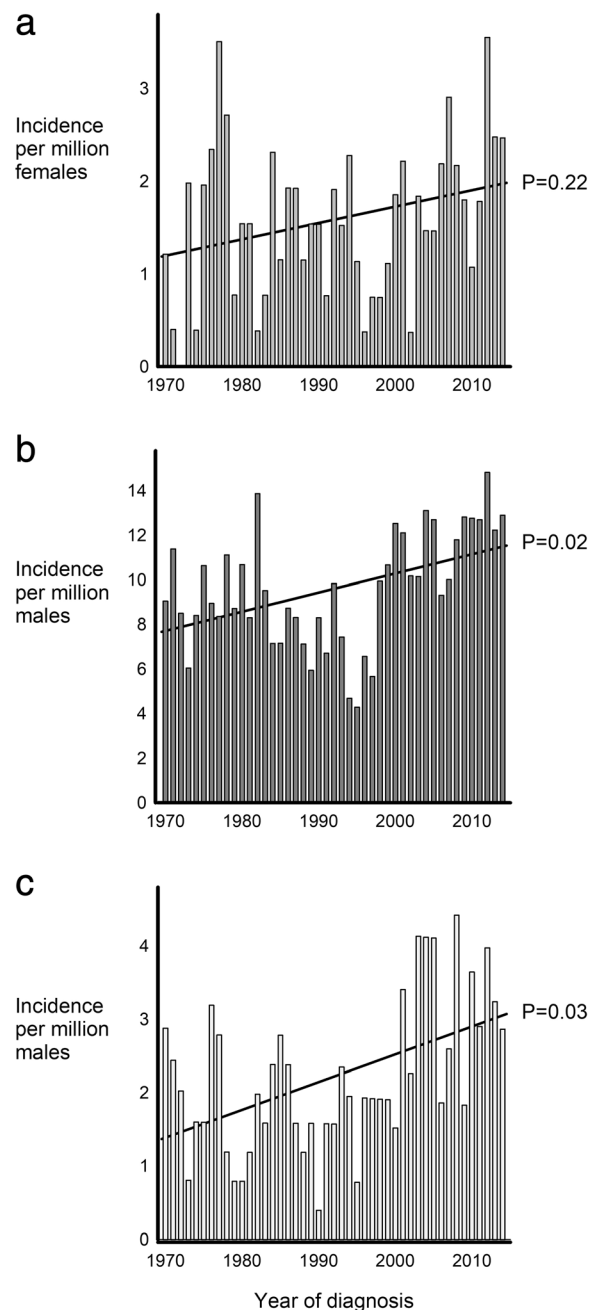 a
3
Incidence
per million
females
2
P=0.22
1
0
1970 1980 1990 2000 2010
b
14
12
P=0.02
Incidence
per million
males
10
8
6
4
2
0
1970 1980 1990 2000 2010
c
4
Incidence
per million
males
P=0.03
3
2
1
0
1970 1980 1990 2000 2010
Year of diagnosis